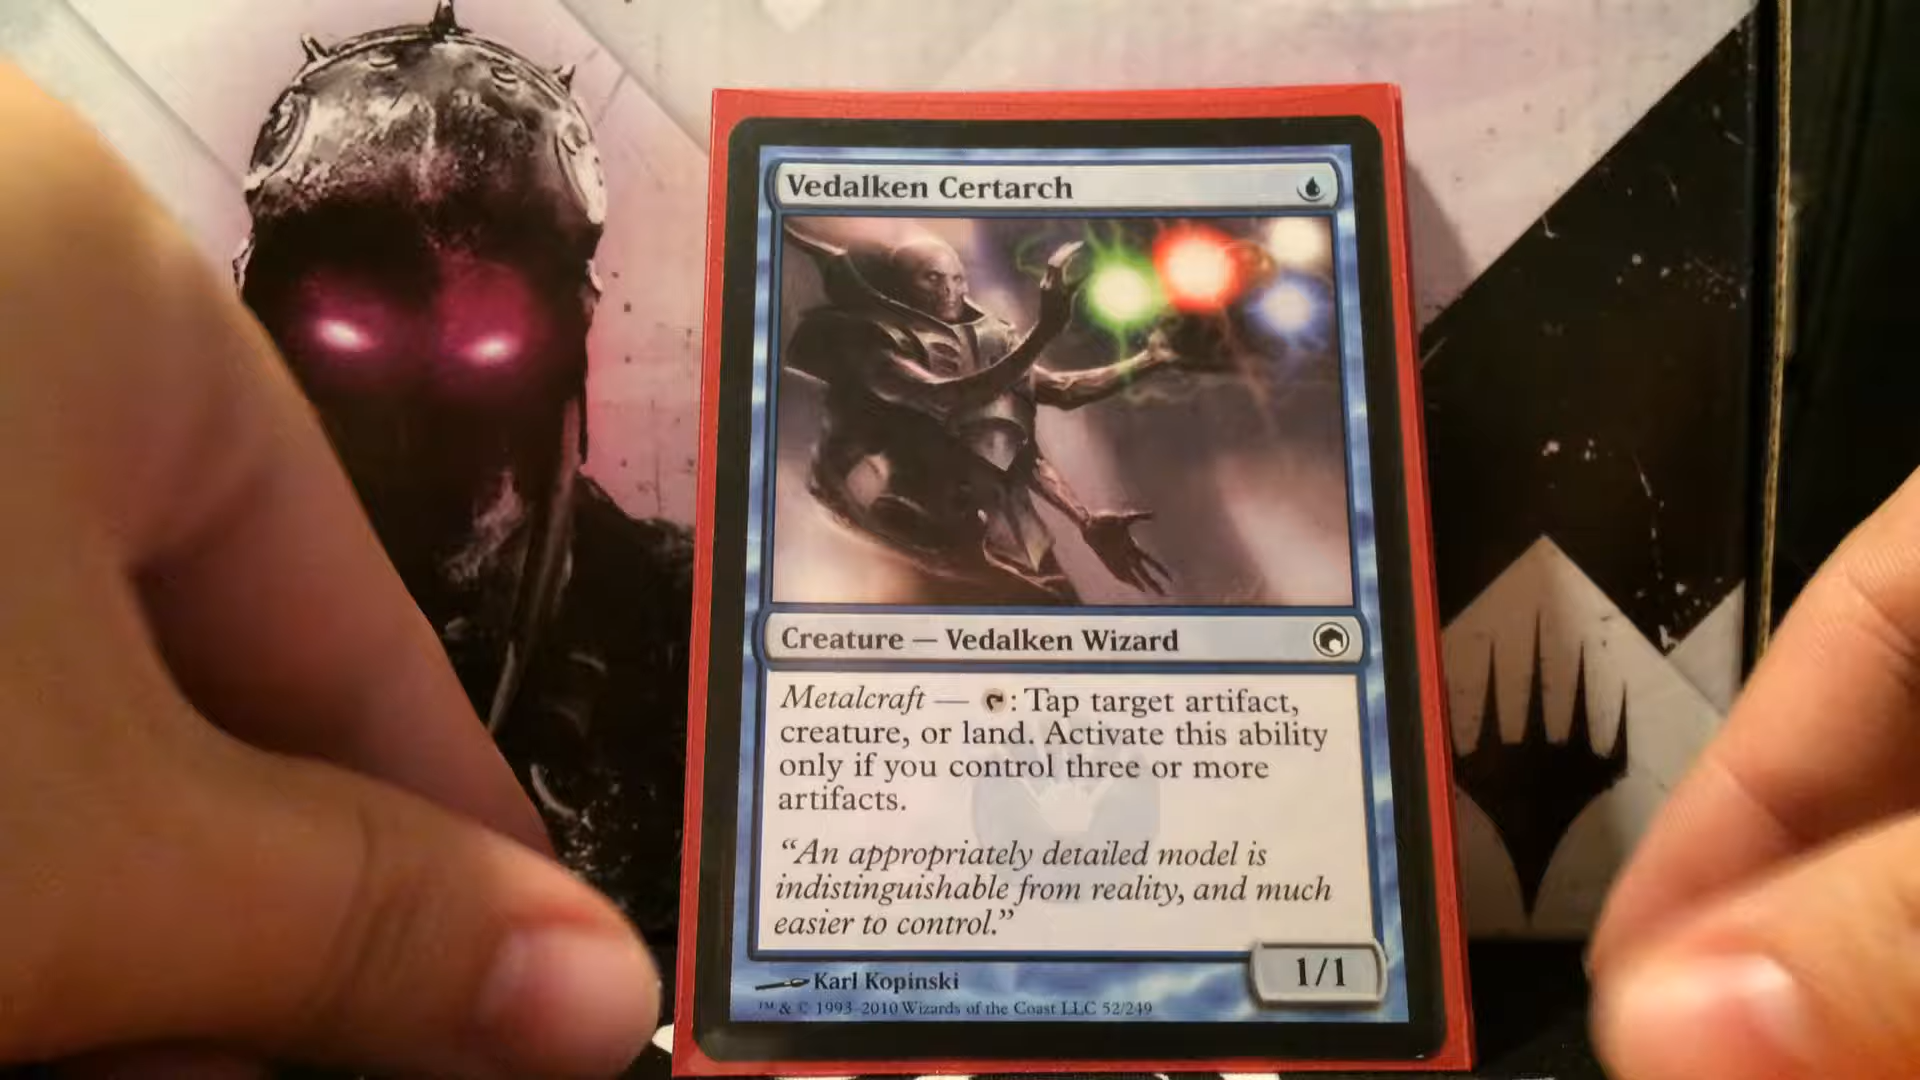 Vedalken Certarch
Creature — Vedalken Wizard
Metalcraft — : Tap target artifact,
creature, or land. Activate this ability
only if you control three or more
artifacts.
“An appropriately detailed model is
indistinguishable from reality, and much
easier to control.”
1/1
Karl Kopinski
™ & © 1993–2010 Wizards of the Coast LLC 52/249